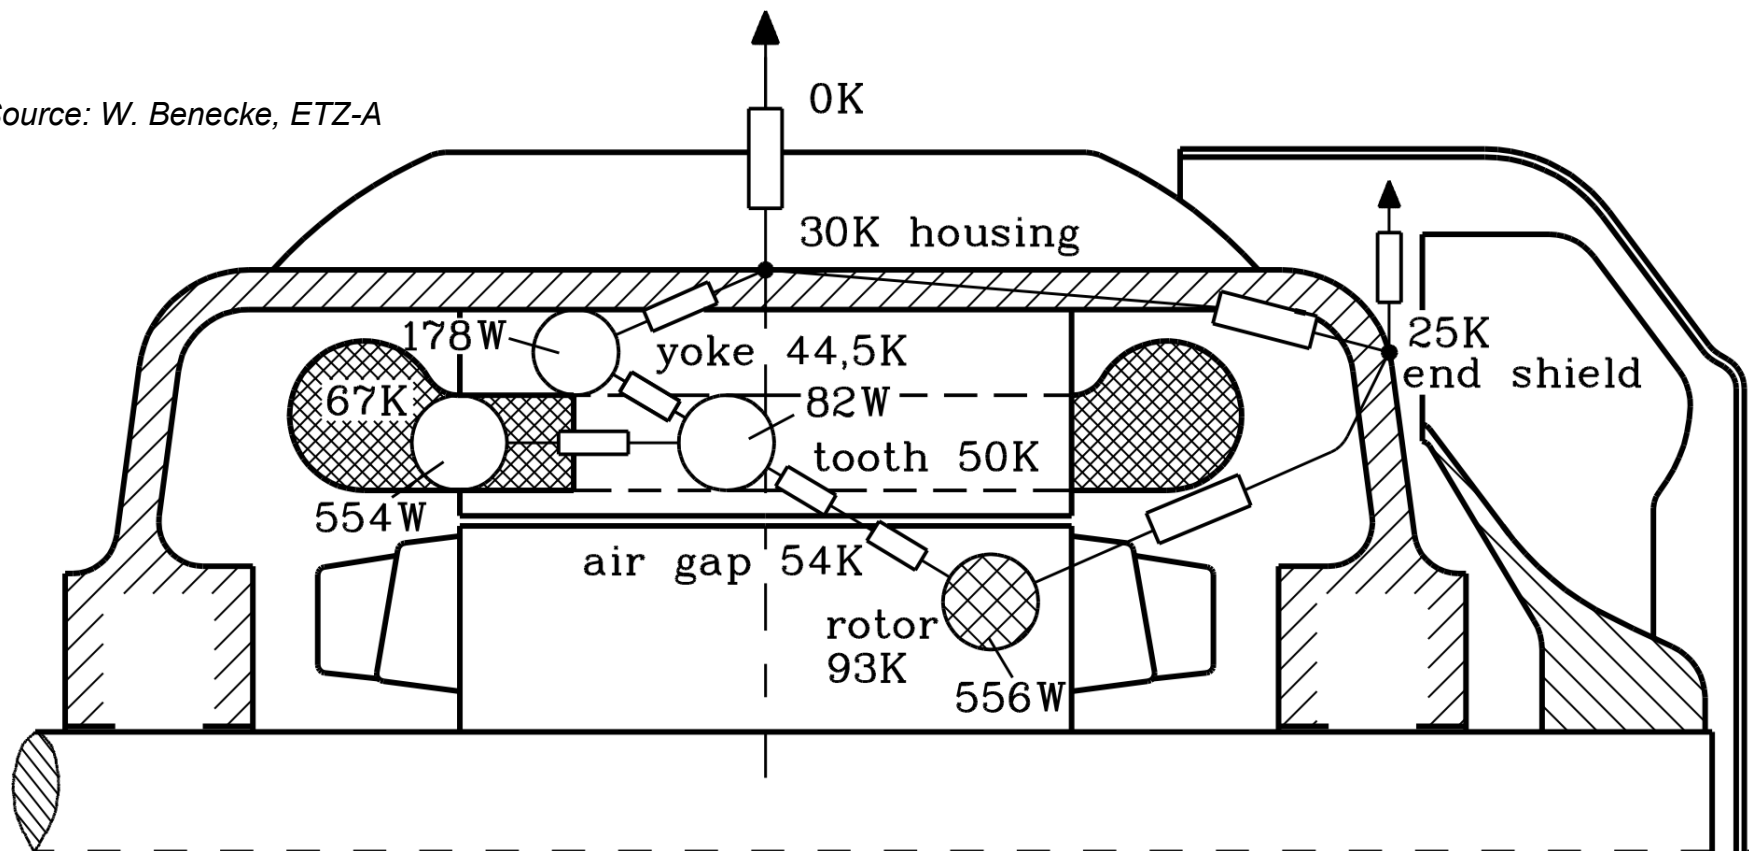 0K
ource: W. Benecke, ETZ-A
30K housing
178W
yoke 44,5K
25K
end shield
67K
82W
tooth 50K
554W
air gap 54K
rotor
93K
556W